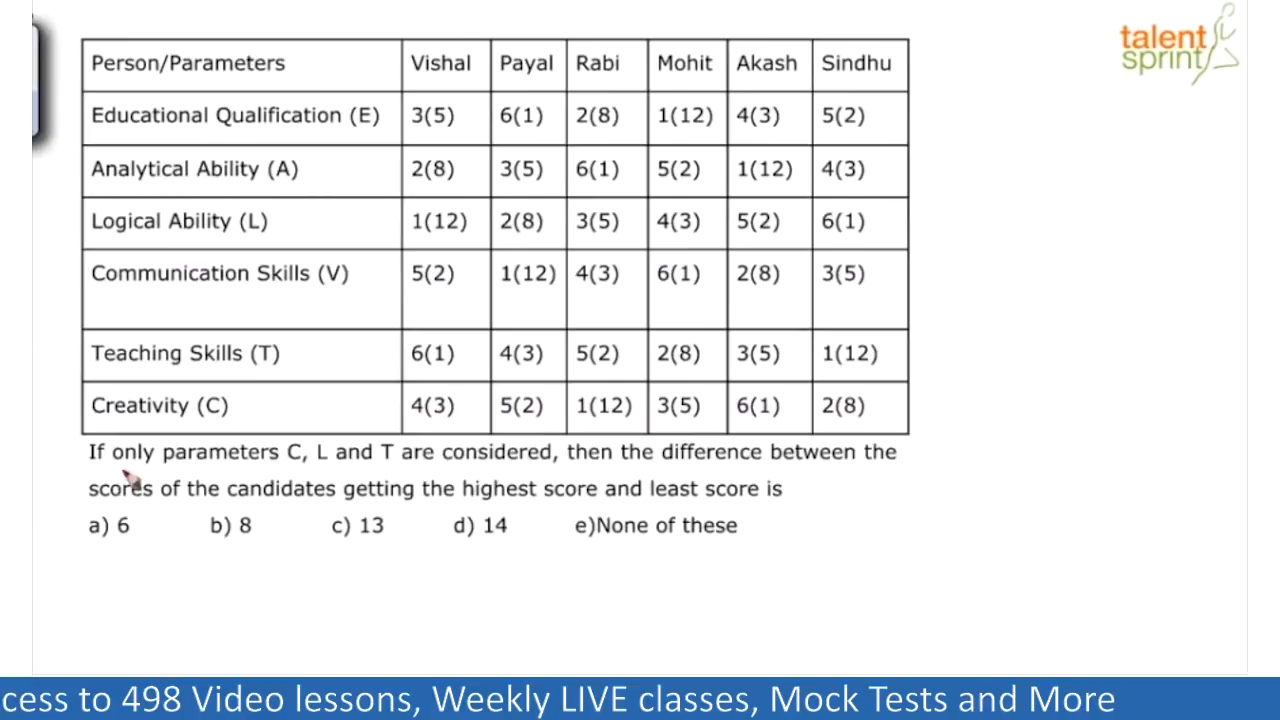 talent
sprint
Person/Parameters Vishal Payal Rabi Mohit Akash Sindhu
Educational Qualification (E) 3(5) 6(1) 2(8) 1(12) 4(3) 5(2)
Analytical Ability (A) 2(8) 3(5) 6(1) 5(2) 1(12) 4(3)
Logical Ability (L) 1(12) 2(8) 3(5) 4(3) 5(2) 6(1)
Communication Skills (V) 5(2) 1(12) 4(3) 6(1) 2(8) 3(5)
Teaching Skills (T) 6(1) 4(3) 5(2) 2(8) 3(5) 1(12)
Creativity (C) 4(3) 5(2) 1(12) 3(5) 6(1) 2(8)
If only parameters C, L and T are considered, then the difference between the
scores of the candidates getting the highest score and least score is
a) 6 b) 8 c) 13 d) 14 e)None of these
cess to 498 Video lessons, Weekly LIVE classes, Mock Tests and More